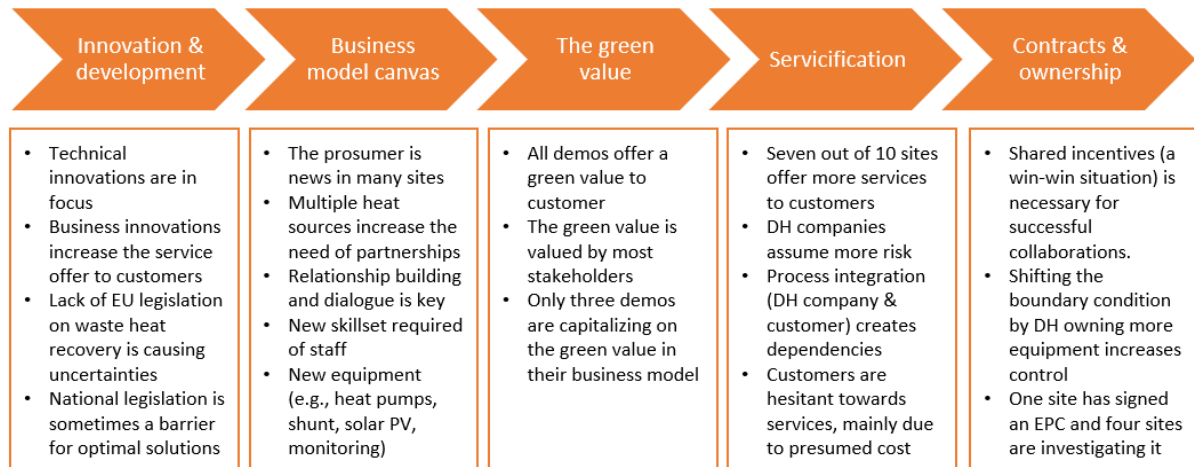 Innovation &
development
Business
model canvas
The green
value
Servicification
Contracts &
ownership
• Technical
innovations are in
focus
• Business innovations
increase the service
offer to customers
• Lack of EU legislation
on waste heat
recovery is causing
uncertainties
• National legislation is
sometimes a barrier
for optimal solutions
• The prosumer is
news in many sites
• Multiple heat
sources increase the
need of partnerships
• Relationship building
and dialogue is key
• New skillset required
of staff
• New equipment
(e.g., heat pumps,
shunt, solar PV,
monitoring)
• All demos offer a
green value to
customer
• The green value is
valued by most
stakeholders
• Only three demos
are capitalizing on
the green value in
their business model
• Seven out of 10 sites
offer more services
to customers
• DH companies
assume more risk
• Process integration
(DH company &
customer) creates
dependencies
• Customers are
hesitant towards
services, mainly due
to presumed cost
• Shared incentives (a
win-win situation) is
necessary for
successful
collaborations.
• Shifting the
boundary condition
by DH owning more
equipment increases
control
• One site has signed
an EPC and four sites
are investigating it